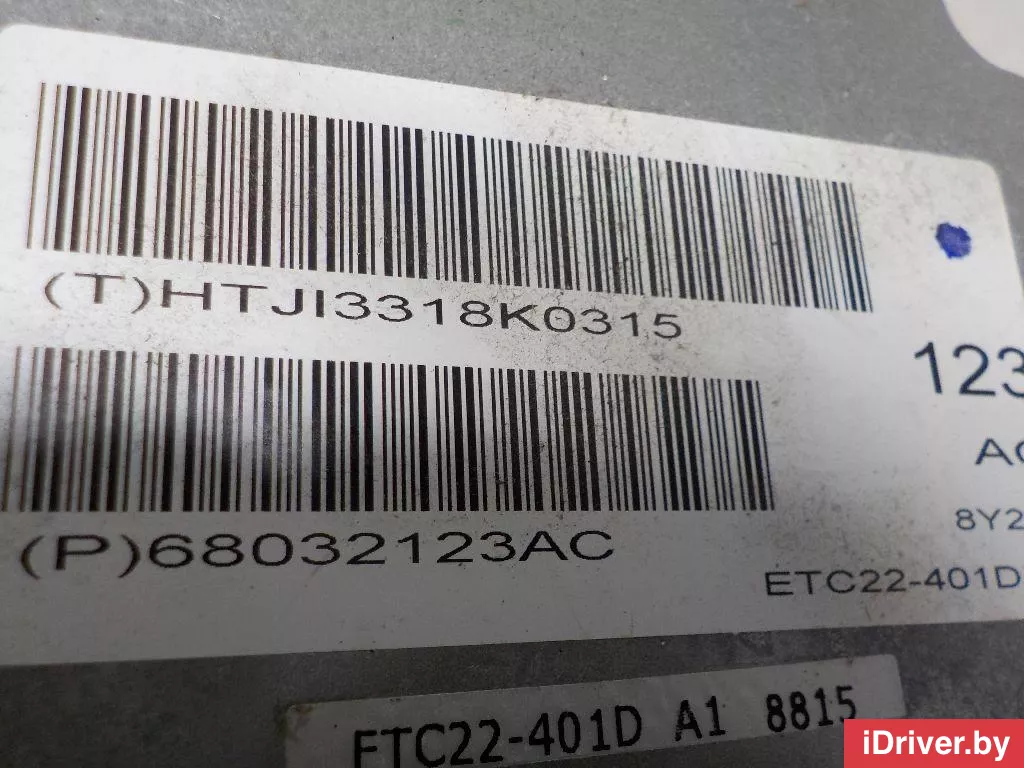 (T)HTJI3318K0315
123
AC
8Y2
(P)68032123AC
ETC22-401D
ETC22-401D A1 8815
iDriver.by